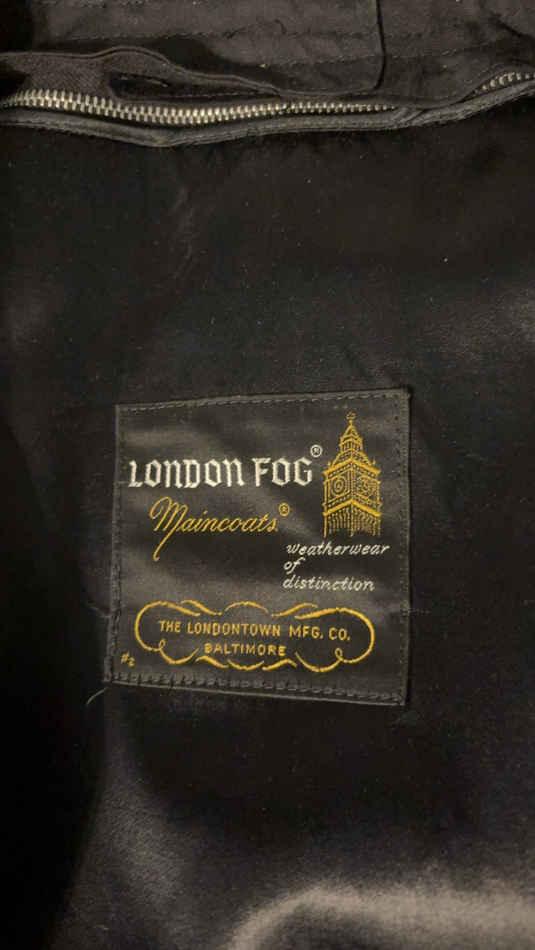 LONDON FOG®
Maincoats®
weatherwear
of
distinction
THE LONDONTOWN MFG. CO.
BALTIMORE
#2